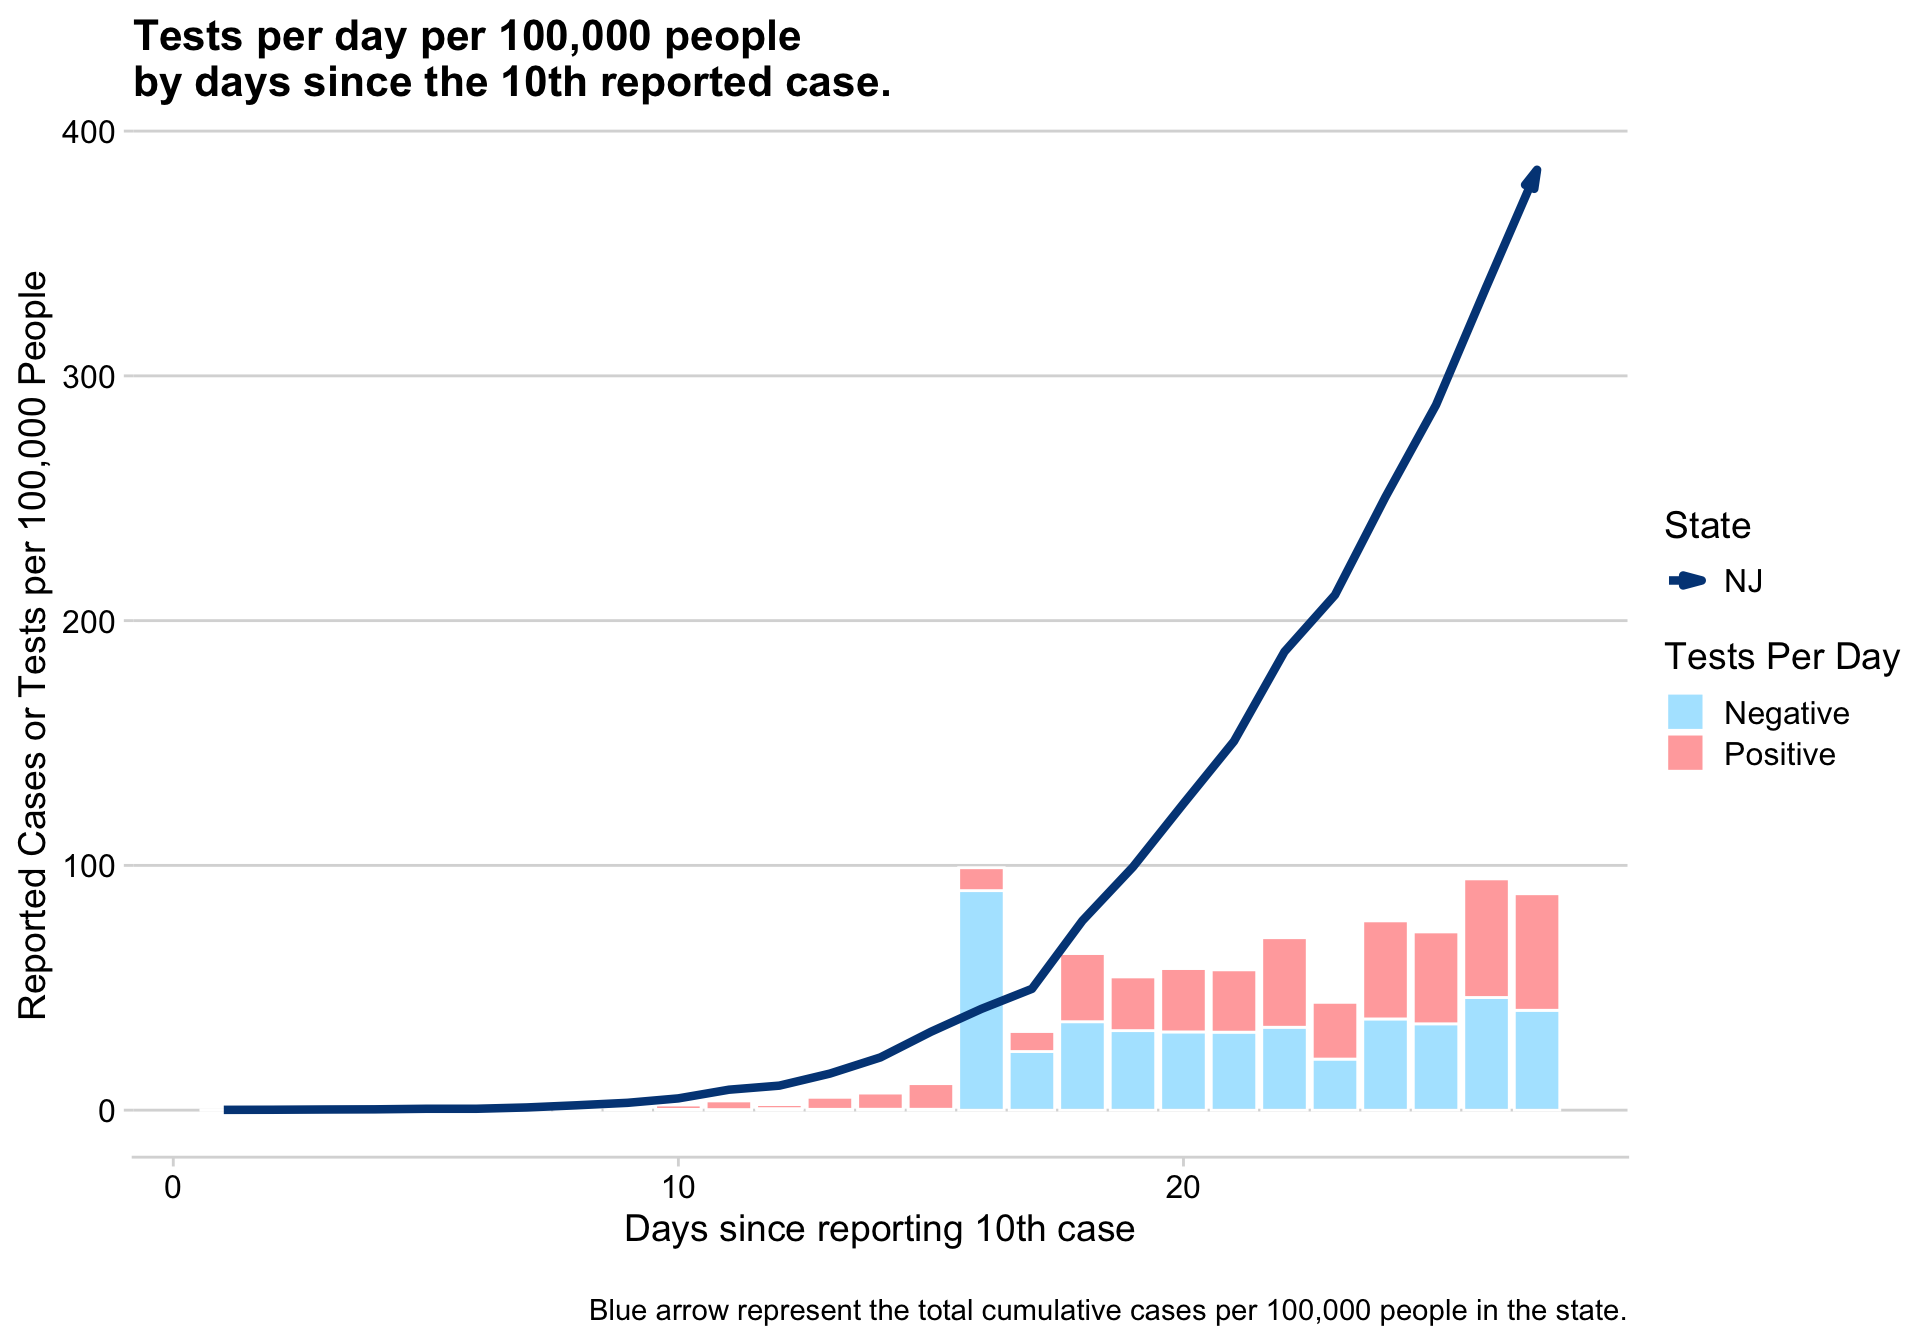 Tests per day per 100,000 people
by days since the 10th reported case.
Reported Cases or Tests per 100,000 People
400
300
200
100
0
0
10
20
Days since reporting 10th case
State
NJ
Tests Per Day
Negative
Positive
Blue arrow represent the total cumulative cases per 100,000 people in the state.